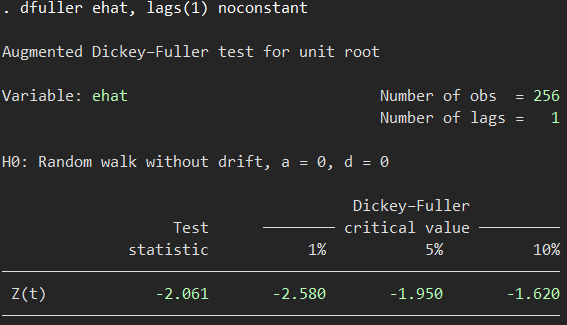 . dfuller ehat, lags(1) noconstant
Augmented Dickey–Fuller test for unit root
Variable: ehat Number of obs = 256
Number of lags = 1
H0: Random walk without drift, a = 0, d = 0
Dickey–Fuller
Test critical value
statistic 1% 5% 10%
Z(t) -2.061 -2.580 -1.950 -1.620